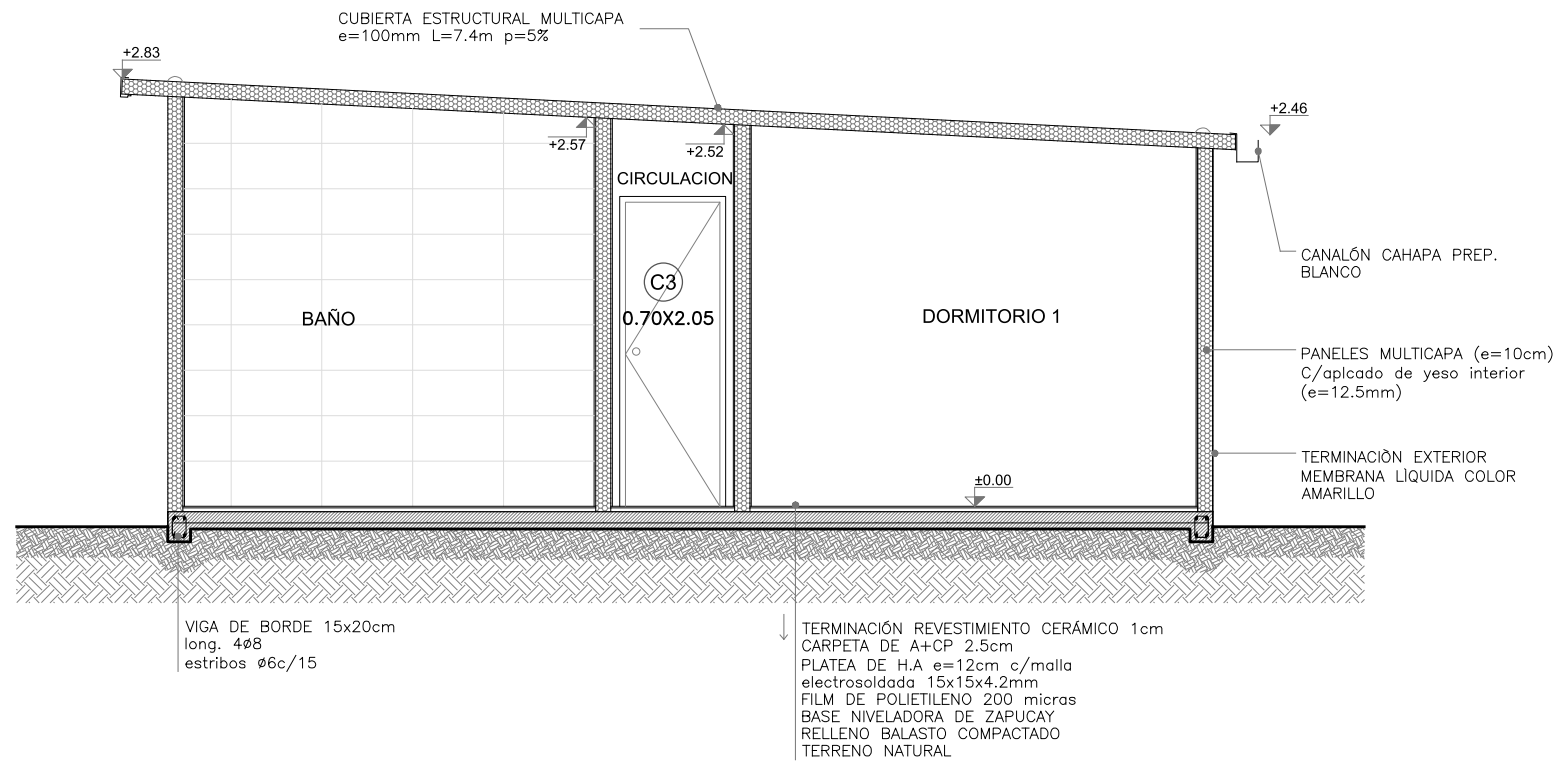 CUBIERTA ESTRUCTURAL MULTICAPA
e=100mm L=7.4m p=5%
+2.83
+2.46
+2.57
+2.52
CIRCULACION
CANALÓN CAHAPA PREP.
BLANCO
C3
0.70X2.05
BAÑO
DORMITORIO 1
PANELES MULTICAPA (e=10cm)
C/aplcado de yeso interior
(e=12.5mm)
TERMINACIÒN EXTERIOR
MEMBRANA LÌQUIDA COLOR
AMARILLO
±0.00
VIGA DE BORDE 15x20cm
long. 4ø8
estribos ø6c/15
TERMINACIÓN REVESTIMIENTO CERÁMICO 1cm
CARPETA DE A+CP 2.5cm
PLATEA DE H.A e=12cm c/malla
electrosoldada 15x15x4.2mm
FILM DE POLIETILENO 200 micras
BASE NIVELADORA DE ZAPUCAY
RELLENO BALASTO COMPACTADO
TERRENO NATURAL